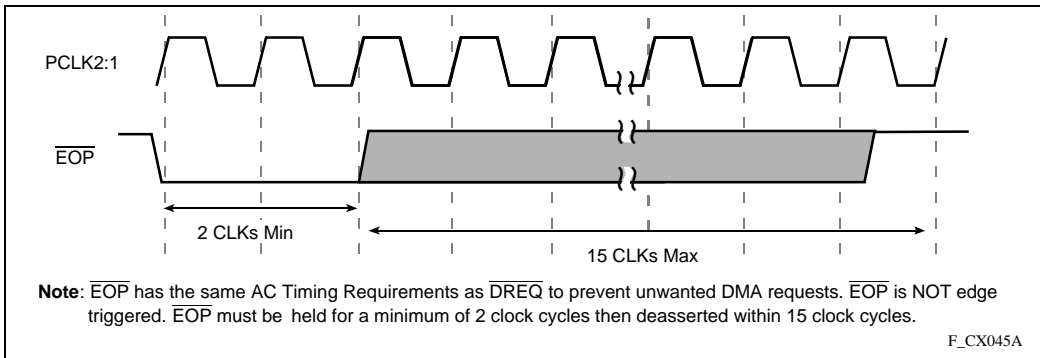 PCLK2:1
EOP
2 CLKs Min
15 CLKs Max
Note: EOP has the same AC Timing Requirements as DREQ to prevent unwanted DMA requests. EOP is NOT edge
triggered. EOP must be held for a minimum of 2 clock cycles then deasserted within 15 clock cycles.
F_CX045A